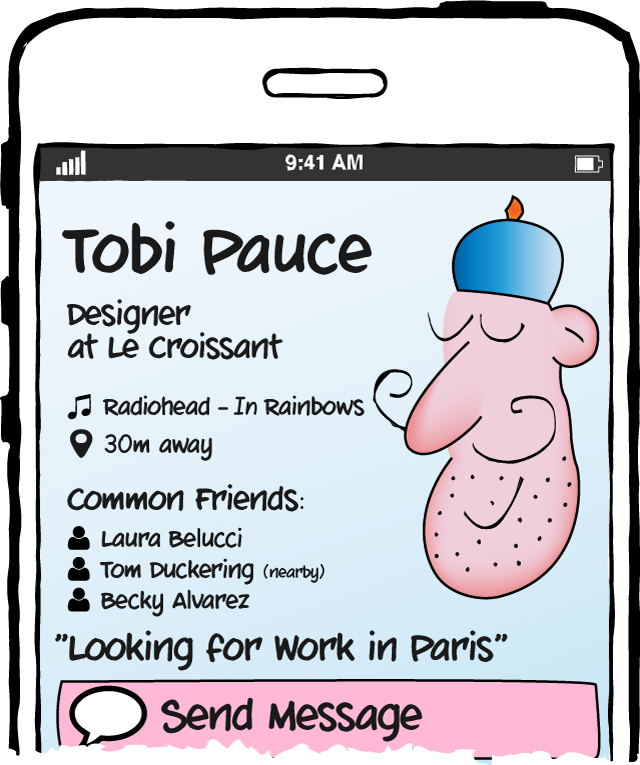 9:41 AM
Tobi Pauce
Designer
at Le Croissant
Radiohead - In Rainbows
30m away
Common Friends:
Laura Belucci
Tom Duckering (nearby)
Becky Alvarez
"Looking for Work in Paris"
Send Message